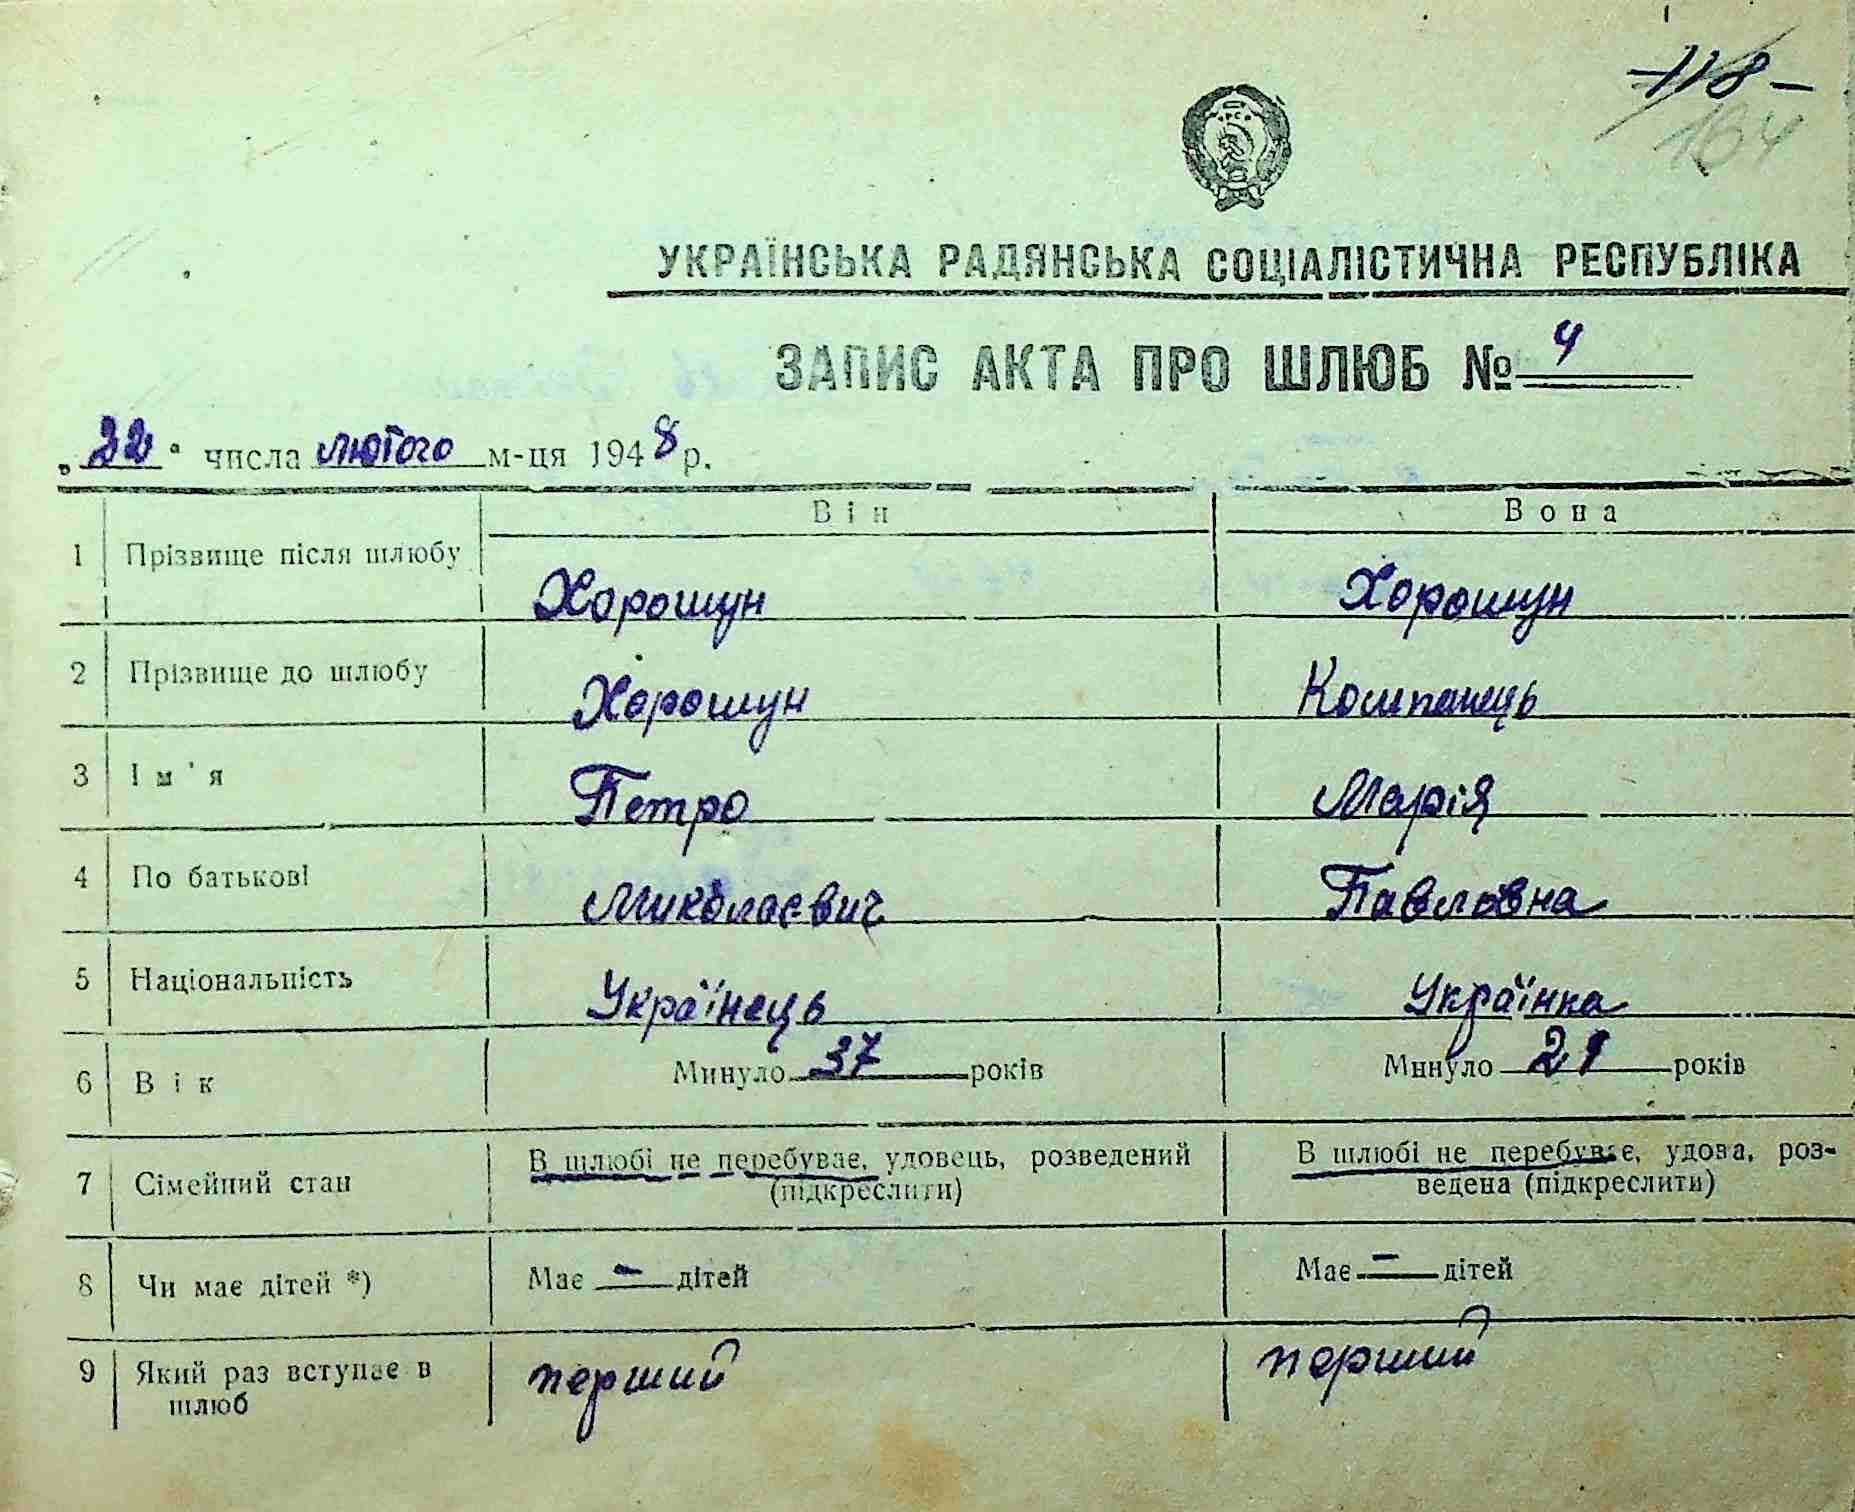 -118-
164
УКРАЇНСЬКА РАДЯНСЬКА СОЦІАЛІСТИЧНА РЕСПУБЛІКА
ЗАПИС АКТА ПРО ШЛЮБ № 4
„22“ числа лютого м-ця 1948 р.
Він Вона
1 Прізвище після шлюбу Хорошун Хорошун
2 Прізвище до шлюбу Хорошун Компанець
3 Ім'я Петро Марія
4 По батькові Миколаєвич Павловна
5 Національність Українець Українка
6 Вік Минуло 37 років Минуло 21 років
7 Сімейний стан В шлюбі не перебуває, удовець, розведений (підкреслити) В шлюбі не перебуває, удова, роз-
ведена (підкреслити)
8 Чи має дітей *) Має – дітей Має – дітей
9 Який раз вступає в шлюб перший перший